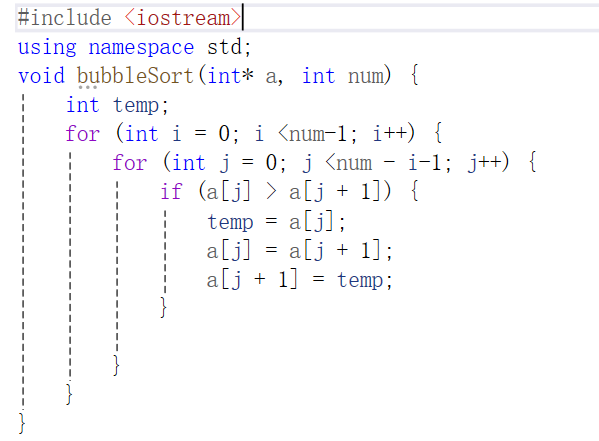 #include <iostream>
using namespace std;
void bubbleSort(int* a, int num) {
    int temp;
    for (int i = 0; i <num-1; i++) {
        for (int j = 0; j <num - i-1; j++) {
            if (a[j] > a[j + 1]) {
                temp = a[j];
                a[j] = a[j + 1];
                a[j + 1] = temp;
            }
        }
    }
}